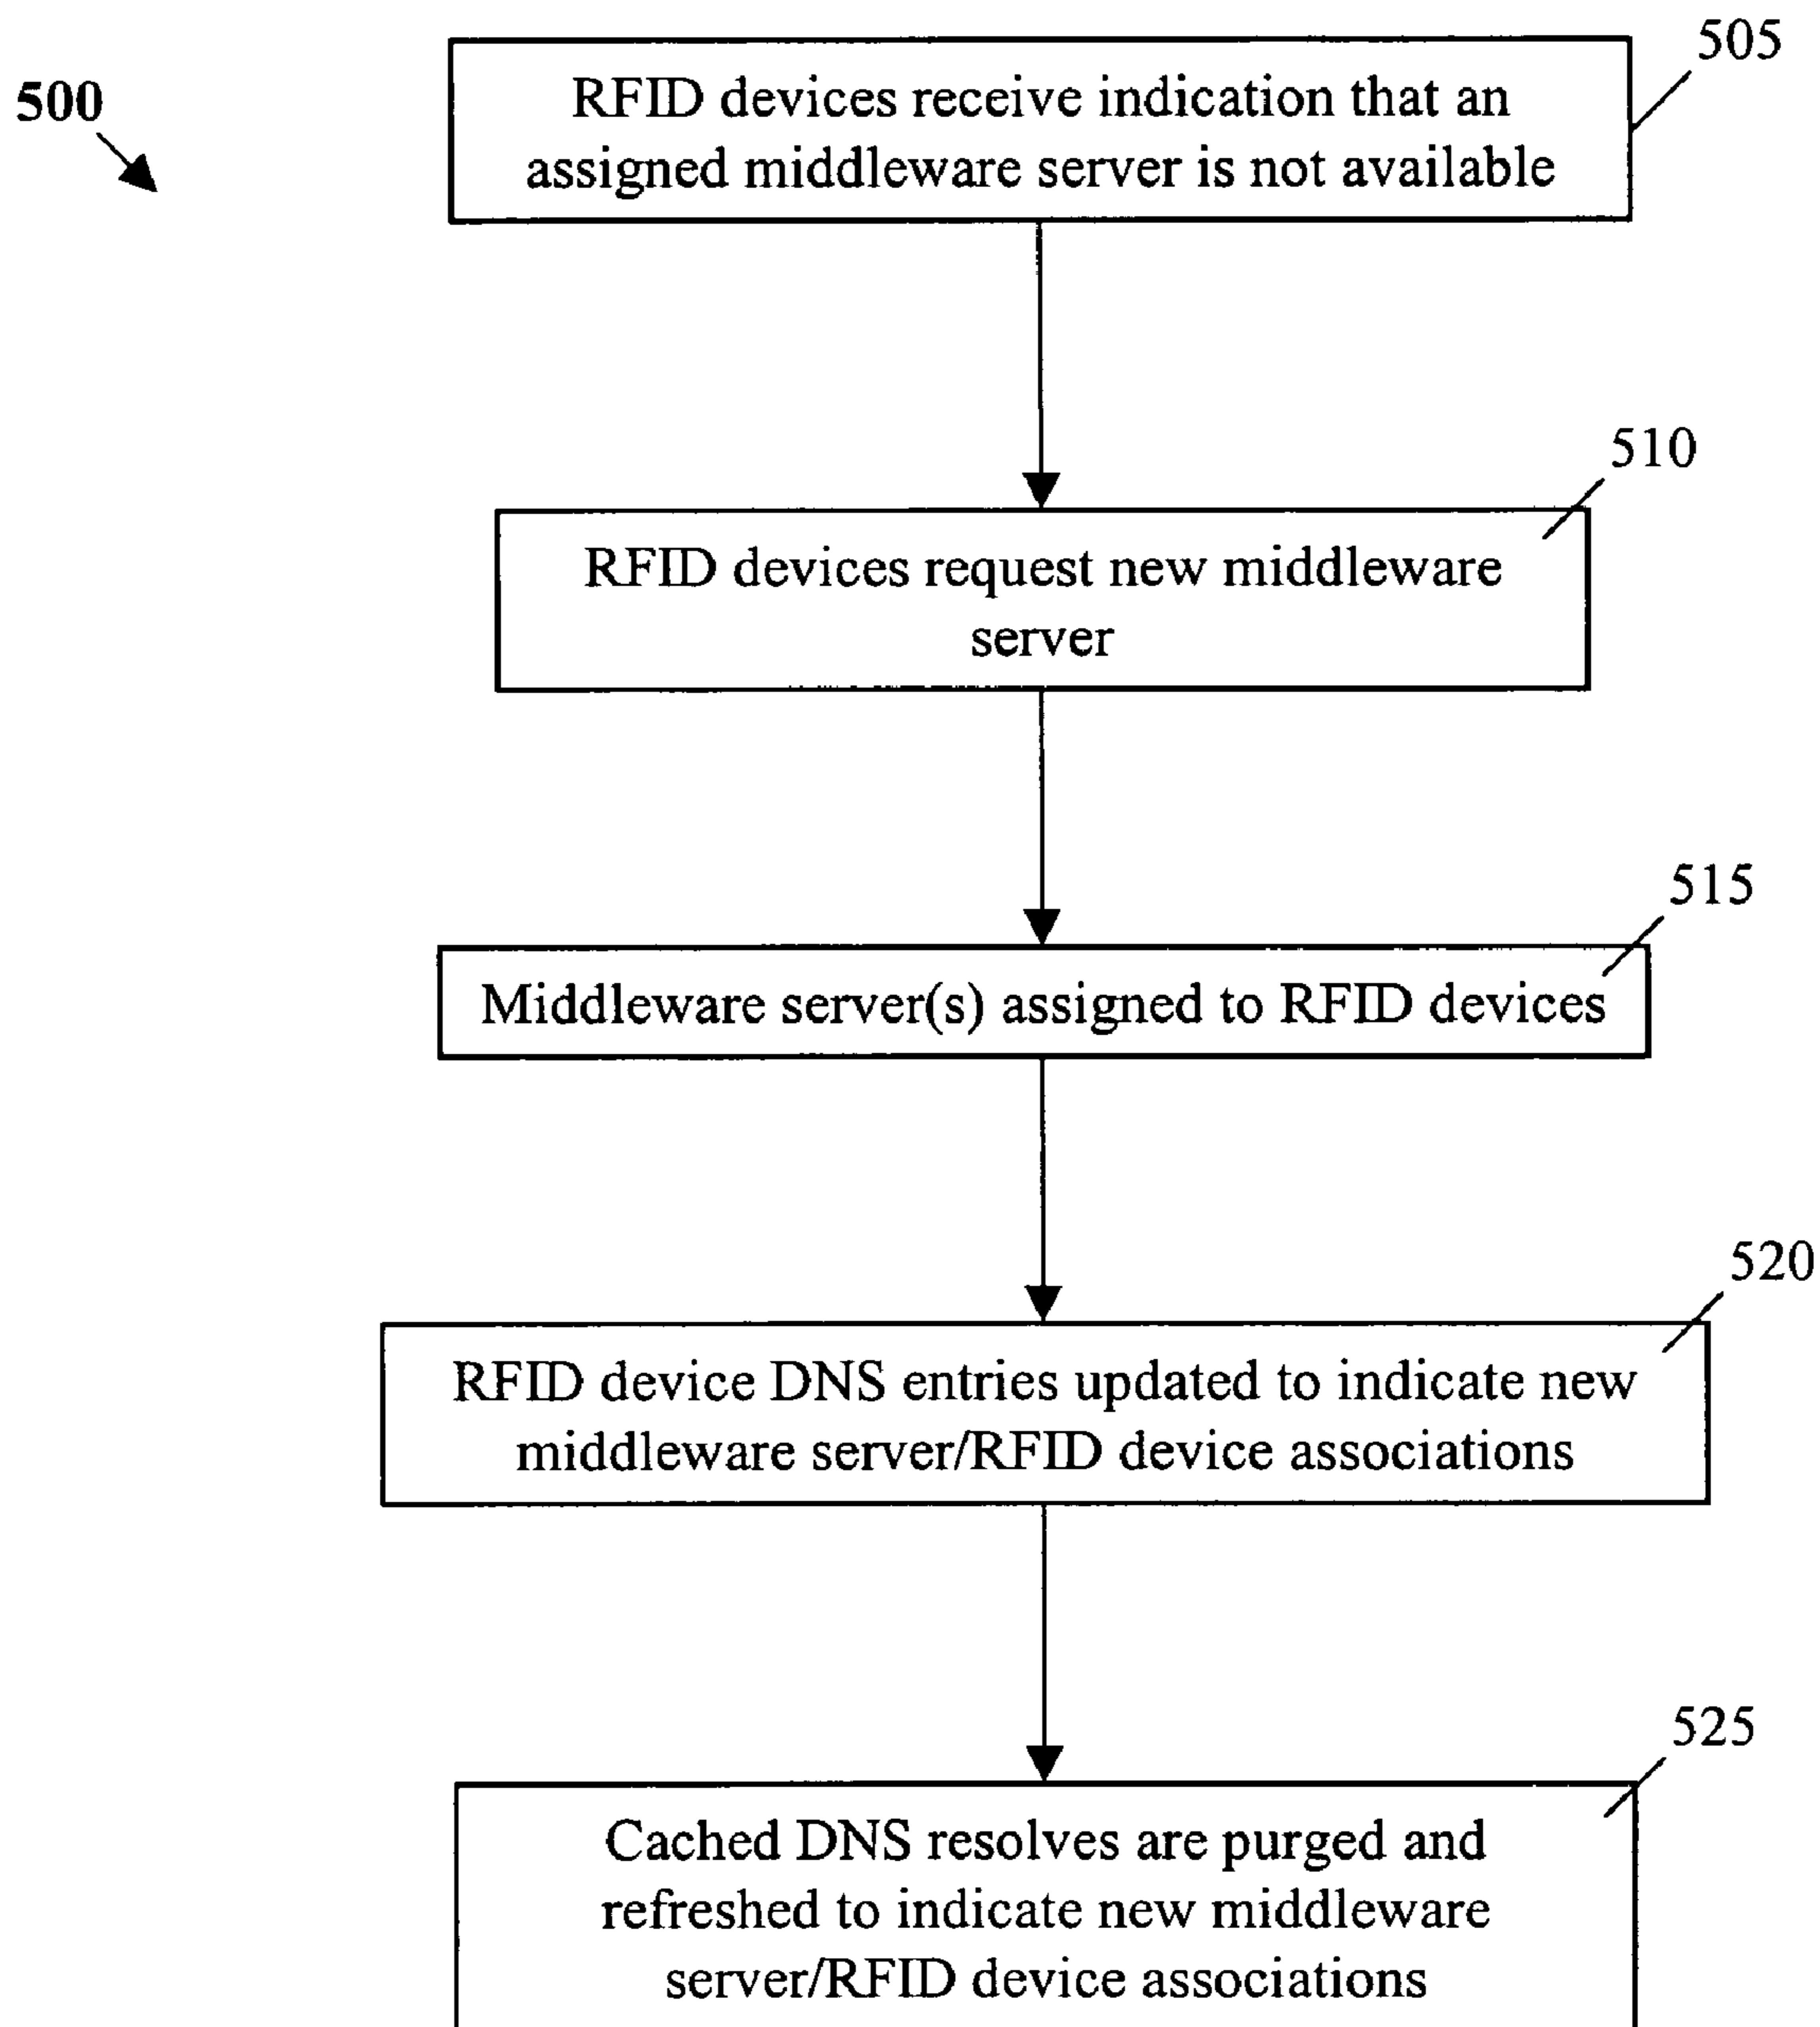 505
500
RFID devices receive indication that an
assigned middleware server is not available
510
RFID devices request new middleware
server
515
Middleware server(s) assigned to RFID devices
520
RFID device DNS entries updated to indicate new
middleware server/RFID device associations
525
Cached DNS resolves are purged and
refreshed to indicate new middleware
server/RFID device associations